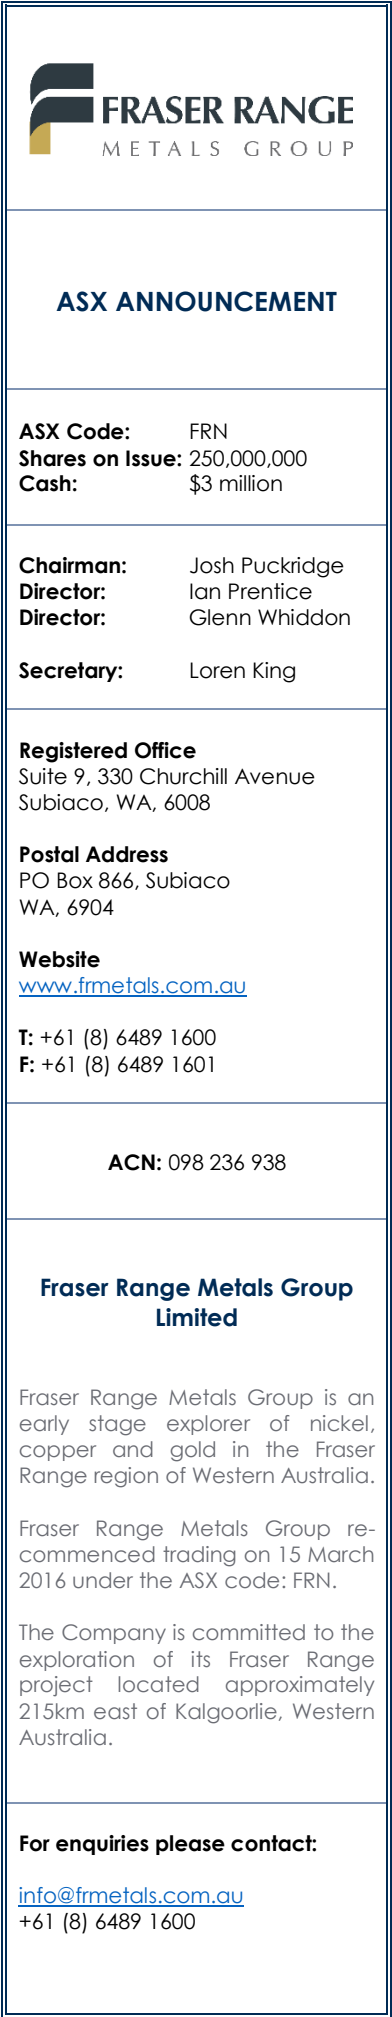 FRASER RANGE
METALS GROUP
ASX ANNOUNCEMENT
ASX Code: FRN
Shares on Issue: 250,000,000
Cash: $3 million
Chairman: Josh Puckridge
Director: Ian Prentice
Director: Glenn Whiddon
Secretary: Loren King
Registered Office
Suite 9, 330 Churchill Avenue
Subiaco, WA, 6008
Postal Address
PO Box 866, Subiaco
WA, 6904
Website
www.frmetals.com.au
T: +61 (8) 6489 1600
F: +61 (8) 6489 1601
ACN: 098 236 938
Fraser Range Metals Group
Limited
Fraser Range Metals Group is an
early stage explorer of nickel,
copper and gold in the Fraser
Range region of Western Australia.
Fraser Range Metals Group re-
commenced trading on 15 March
2016 under the ASX code: FRN.
The Company is committed to the
exploration of its Fraser Range
project located approximately
215km east of Kalgoorlie, Western
Australia.
For enquiries please contact:
info@frmetals.com.au
+61 (8) 6489 1600